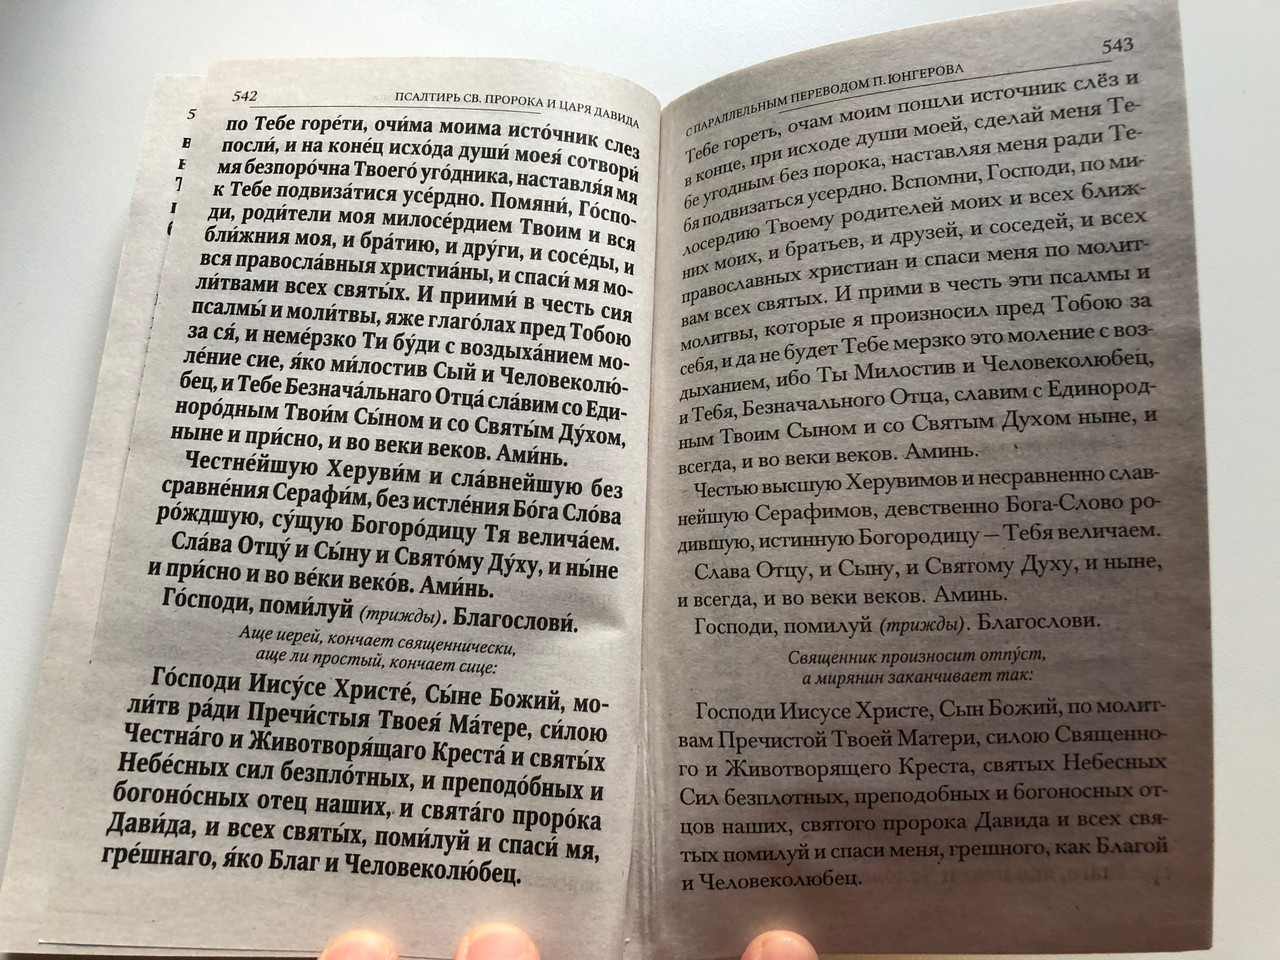 542
ПСАЛТИРЬ СВ. ПРОРОКА И ЦАРЯ ДАВИДА
по Тебе горе́ти, очи́ма моима исто́чник слез
посли́, и на коне́ц исхо́да души́ моея́ сотвори́
мя безпоро́чна Твоего́ уго́дника, наставля́я мя
к Тебе подвиза́тися усе́рдно. Помяни́, Го́спо-
ди, роди́тели моя милосе́рдием Твоим и вся
бли́жния моя, и бра́тию, и дру́ги, и сосе́ды, и
вся правосла́вныя христиа́ны, и спаси́ мя мо-
ли́твами всех святы́х. И приими́ в честь сия
псалмы́ и моли́твы, яже глаго́лах пред Тобою
за ся́, и неме́рзко Ти бу́ди с воздыха́нием мо-
ле́ние сие, я́ко ми́лостив Сый и Человеколю́-
бец, и Тебе Безнача́льнаго Отца́ сла́вим со Еди-
норо́дным Твои́м Сы́ном и со Святы́м Ду́хом,
ныне и при́сно, и во веки веков. Ами́нь.
Честне́йшую Херуви́м и сла́внейшую без
сравне́ния Серафи́м, без истле́ния Бо́га Сло́ва
ро́ждшую, су́щую Богоро́дицу Тя велича́ем.
Сла́ва Отцу́ и Сы́ну и Свято́му Ду́ху, и ны́не
и при́сно и во ве́ки веко́в. Ами́нь.
Го́споди, поми́луй (трижды). Благослови́.
Аще иерей, кончает священнически,
аще ли простый, кончает сице:
Го́споди Иису́се Христе́, Сы́не Божий, мо-
ли́тв ра́ди Пречи́стыя Твоея́ Ма́тере, си́лою
Честна́го и Животворя́щаго Креста́ и святы́х
Небе́сных сил безпло́тных, и преподо́бных и
богоно́сных отец наших, и свята́го проро́ка
Дави́да, и всех святы́х, поми́луй и спаси́ мя,
гре́шнаго, я́ко Благ и Человеколю́бец.
543
С ПАРАЛЛЕЛЬНЫМ ПЕРЕВОДОМ П. ЮНГЕРОВА
Тебе гореть, очам моим пошли источник слёз и
в конце, при исходе души моей, сделай меня Те-
бе угодным без порока, наставляя меня ради Те-
бя подвизаться усердно. Вспомни, Господи, по ми-
лосердию Твоему родителей моих и всех ближ-
них моих, и братьев, и друзей, и соседей, и всех
православных христиан и спаси меня по молит-
вам всех святых. И прими в честь эти псалмы и
молитвы, которые я произносил пред Тобою за
себя, и да не будет Тебе мерзко это моление с воз-
дыханием, ибо Ты Милостив и Человеколюбец,
и Тебя, Безначального Отца, славим с Единород-
ным Твоим Сыном и со Святым Духом ныне, и
всегда, и во веки веков. Аминь.
Честью высшую Херувимов и несравненно слав-
нейшую Серафимов, девственно Бога-Слово ро-
дившую, истинную Богородицу — Тебя величаем.
Слава Отцу, и Сыну, и Святому Духу, и ныне,
и всегда, и во веки веков. Аминь.
Господи, помилуй (трижды). Благослови.
Священник произносит отпу́ст,
а мирянин заканчивает так:
Господи Иисусе Христе, Сын Божий, по молит-
вам Пречистой Твоей Матери, силою Священно-
го и Животворящего Креста, святых Небесных
Сил безплотных, преподобных и богоносных от-
цов наших, святого пророка Давида и всех свя-
тых помилуй и спаси меня, грешного, как Благой
и Человеколюбец.